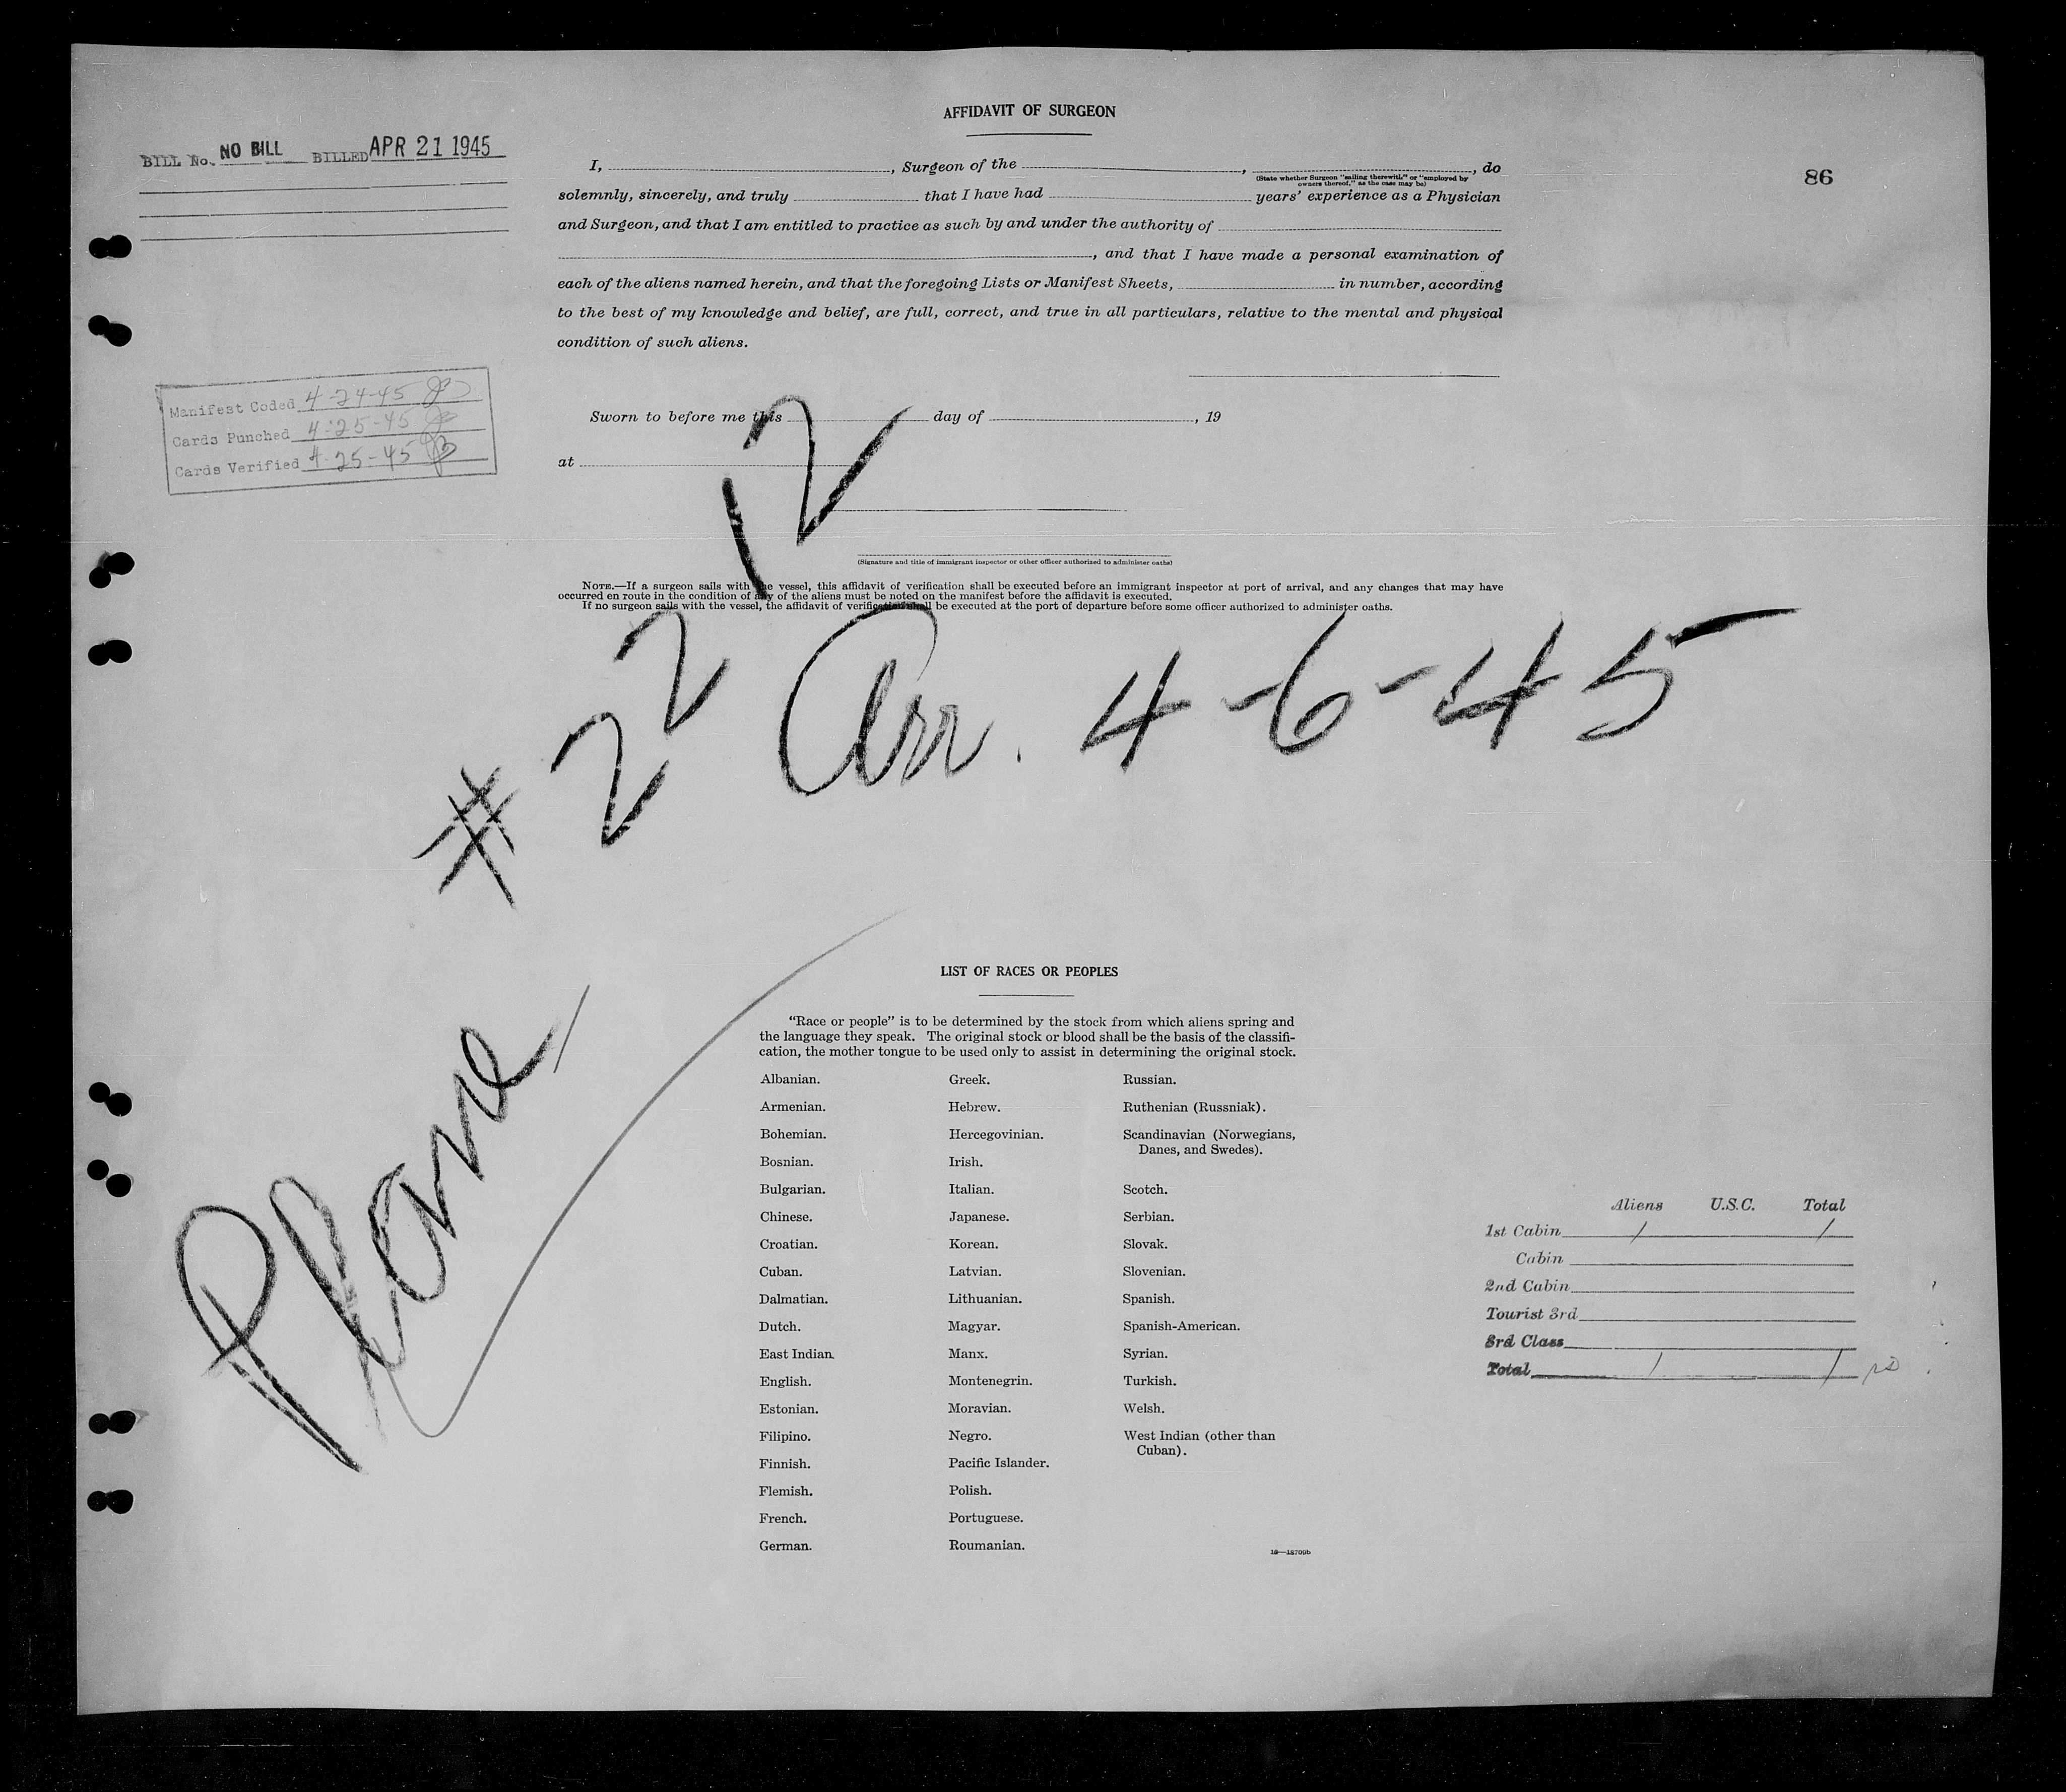 AFFIDAVIT OF SURGEON
BILL No. NO BILL BILLED APR 21 1945
86
I, , Surgeon of the , , do
(State whether Surgeon "sailing therewith" or "employed by
owners thereof," as the case may be)
solemnly, sincerely, and truly that I have had years' experience as a Physician
and Surgeon, and that I am entitled to practice as such by and under the authority of
, and that I have made a personal examination of
each of the aliens named herein, and that the foregoing Lists or Manifest Sheets, in number, according
to the best of my knowledge and belief, are full, correct, and true in all particulars, relative to the mental and physical
condition of such aliens.
Manifest Coded 4-24-45
Cards Punched 4-25-45
Cards Verified 4-25-45
Sworn to before me this day of , 19
at
(Signature and title of immigrant inspector or other officer authorized to administer oaths)
NOTE.—If a surgeon sails with the vessel, this affidavit of verification shall be executed before an immigrant inspector at port of arrival, and any changes that may have
occurred en route in the condition of any of the aliens must be noted on the manifest before the affidavit is executed.
If no surgeon sails with the vessel, the affidavit of verification shall be executed at the port of departure before some officer authorized to administer oaths.
Plane # 2212
Arr. 4-6-45
LIST OF RACES OR PEOPLES
"Race or people" is to be determined by the stock from which aliens spring and
the language they speak. The original stock or blood shall be the basis of the classifi-
cation, the mother tongue to be used only to assist in determining the original stock.
Albanian.
Armenian.
Bohemian.
Bosnian.
Bulgarian.
Chinese.
Croatian.
Cuban.
Dalmatian.
Dutch.
East Indian.
English.
Estonian.
Filipino.
Finnish.
Flemish.
French.
German.
Greek.
Hebrew.
Hercegovinian.
Irish.
Italian.
Japanese.
Korean.
Latvian.
Lithuanian.
Magyar.
Manx.
Montenegrin.
Moravian.
Negro.
Pacific Islander.
Polish.
Portuguese.
Roumanian.
Russian.
Ruthenian (Russniak).
Scandinavian (Norwegians,
Danes, and Swedes).
Scotch.
Serbian.
Slovak.
Slovenian.
Spanish.
Spanish-American.
Syrian.
Turkish.
Welsh.
West Indian (other than
Cuban).
16—18709b
Aliens U.S.C. Total
1st Cabin 1 1
Cabin
2nd Cabin
Tourist 3rd
3rd Class
Total 1 1